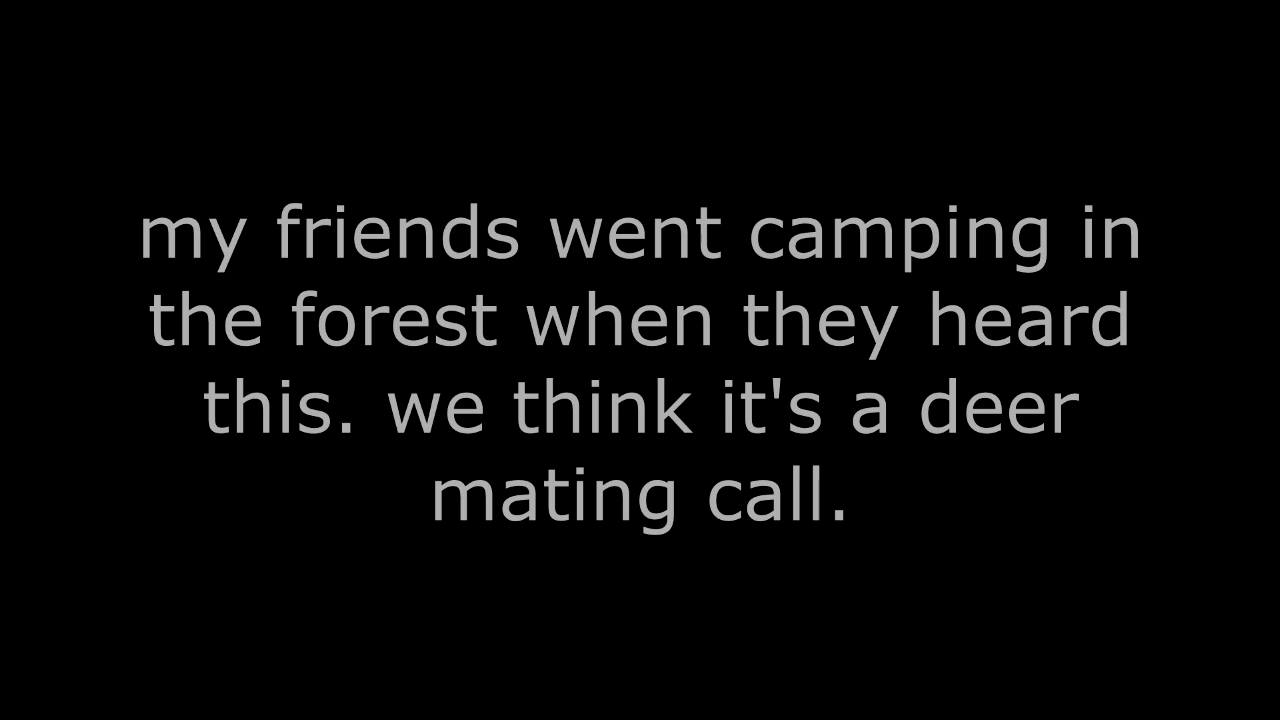 my friends went camping in
the forest when they heard
this. we think it's a deer
mating call.